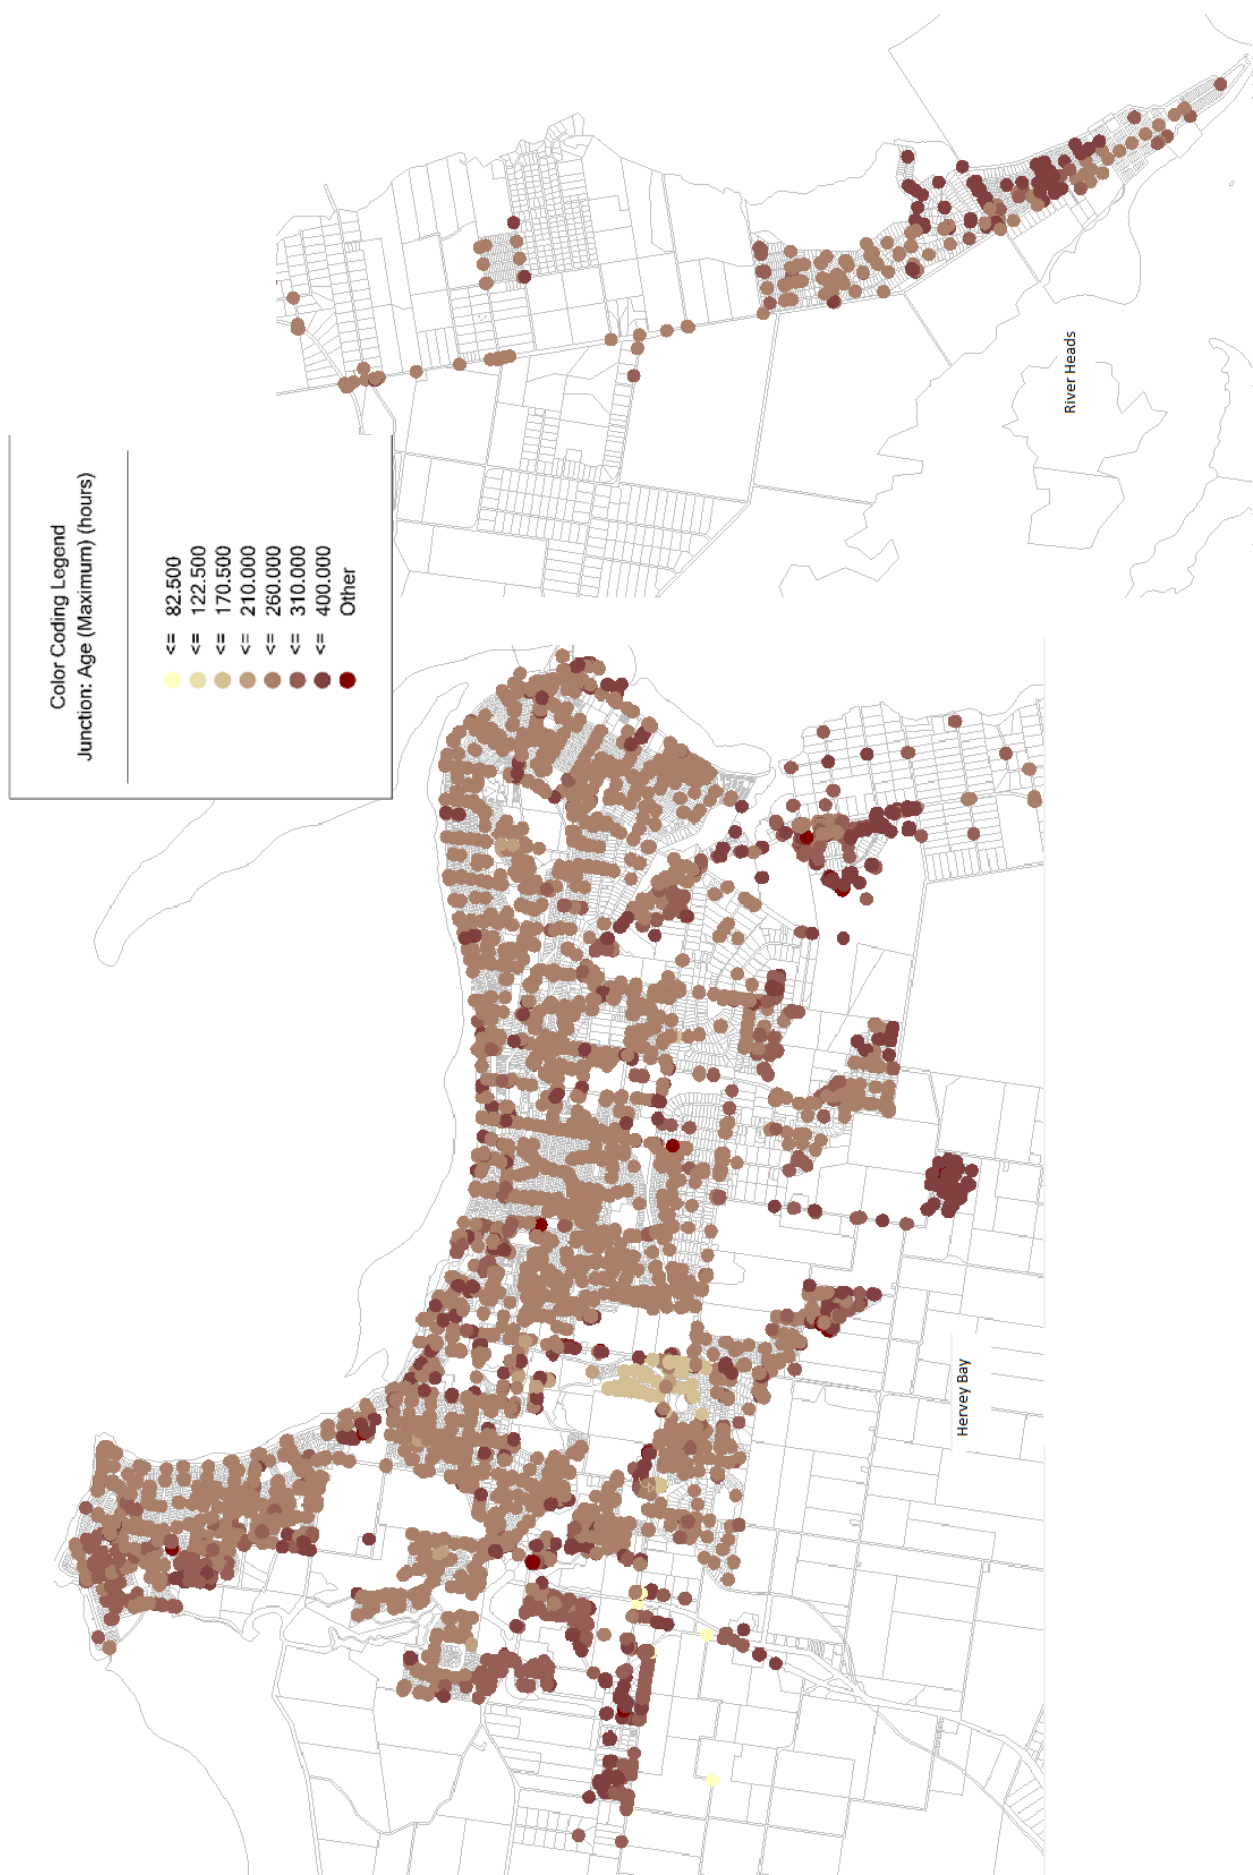 Color Coding Legend
Junction: Age (Maximum) (hours)
<= 82.500
<= 122.500
<= 170.500
<= 210.000
<= 260.000
<= 310.000
<= 400.000
Other
River Heads
Hervey Bay